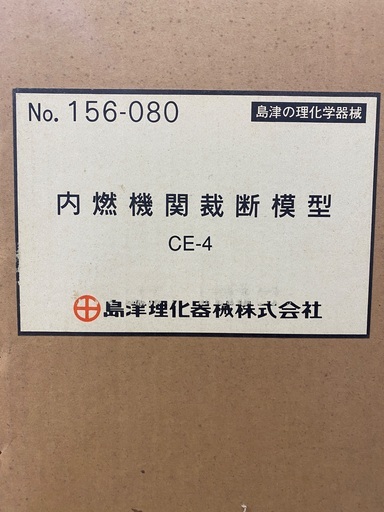 No. 156-080
島津の理化学器械
内燃機関裁断模型
CE-4
島津理化器械株式会社